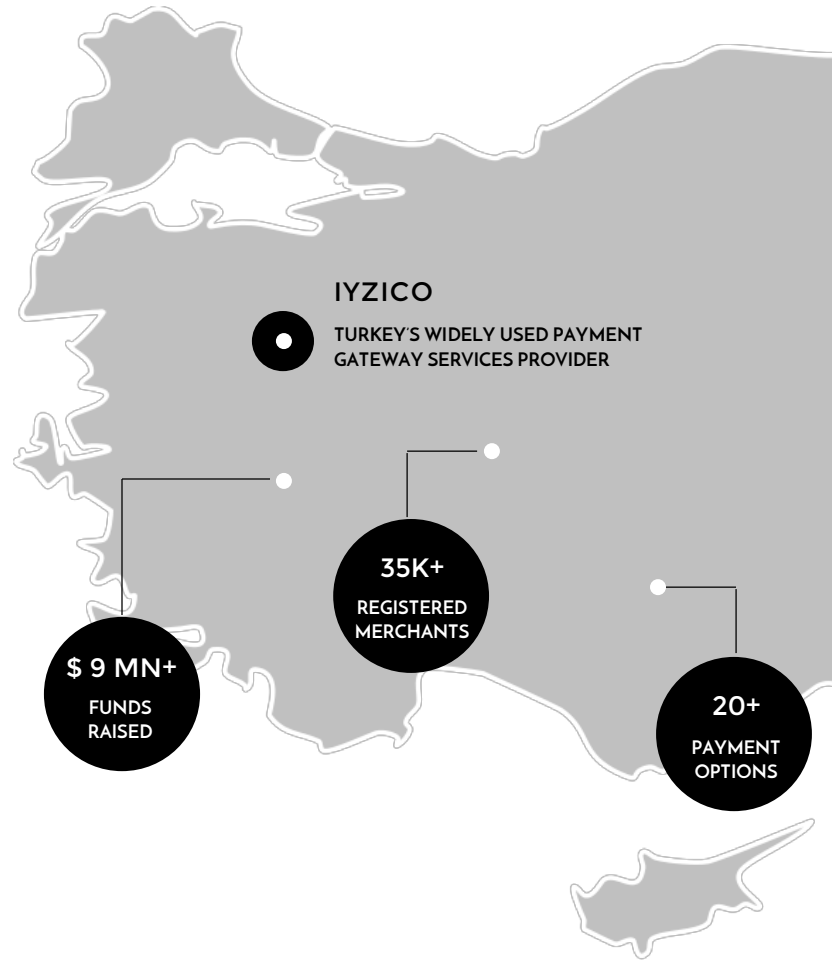 IYZICO
TURKEY'S WIDELY USED PAYMENT
GATEWAY SERVICES PROVIDER
35K+
REGISTERED
MERCHANTS
$ 9 MN+
FUNDS
RAISED
20+
PAYMENT
OPTIONS